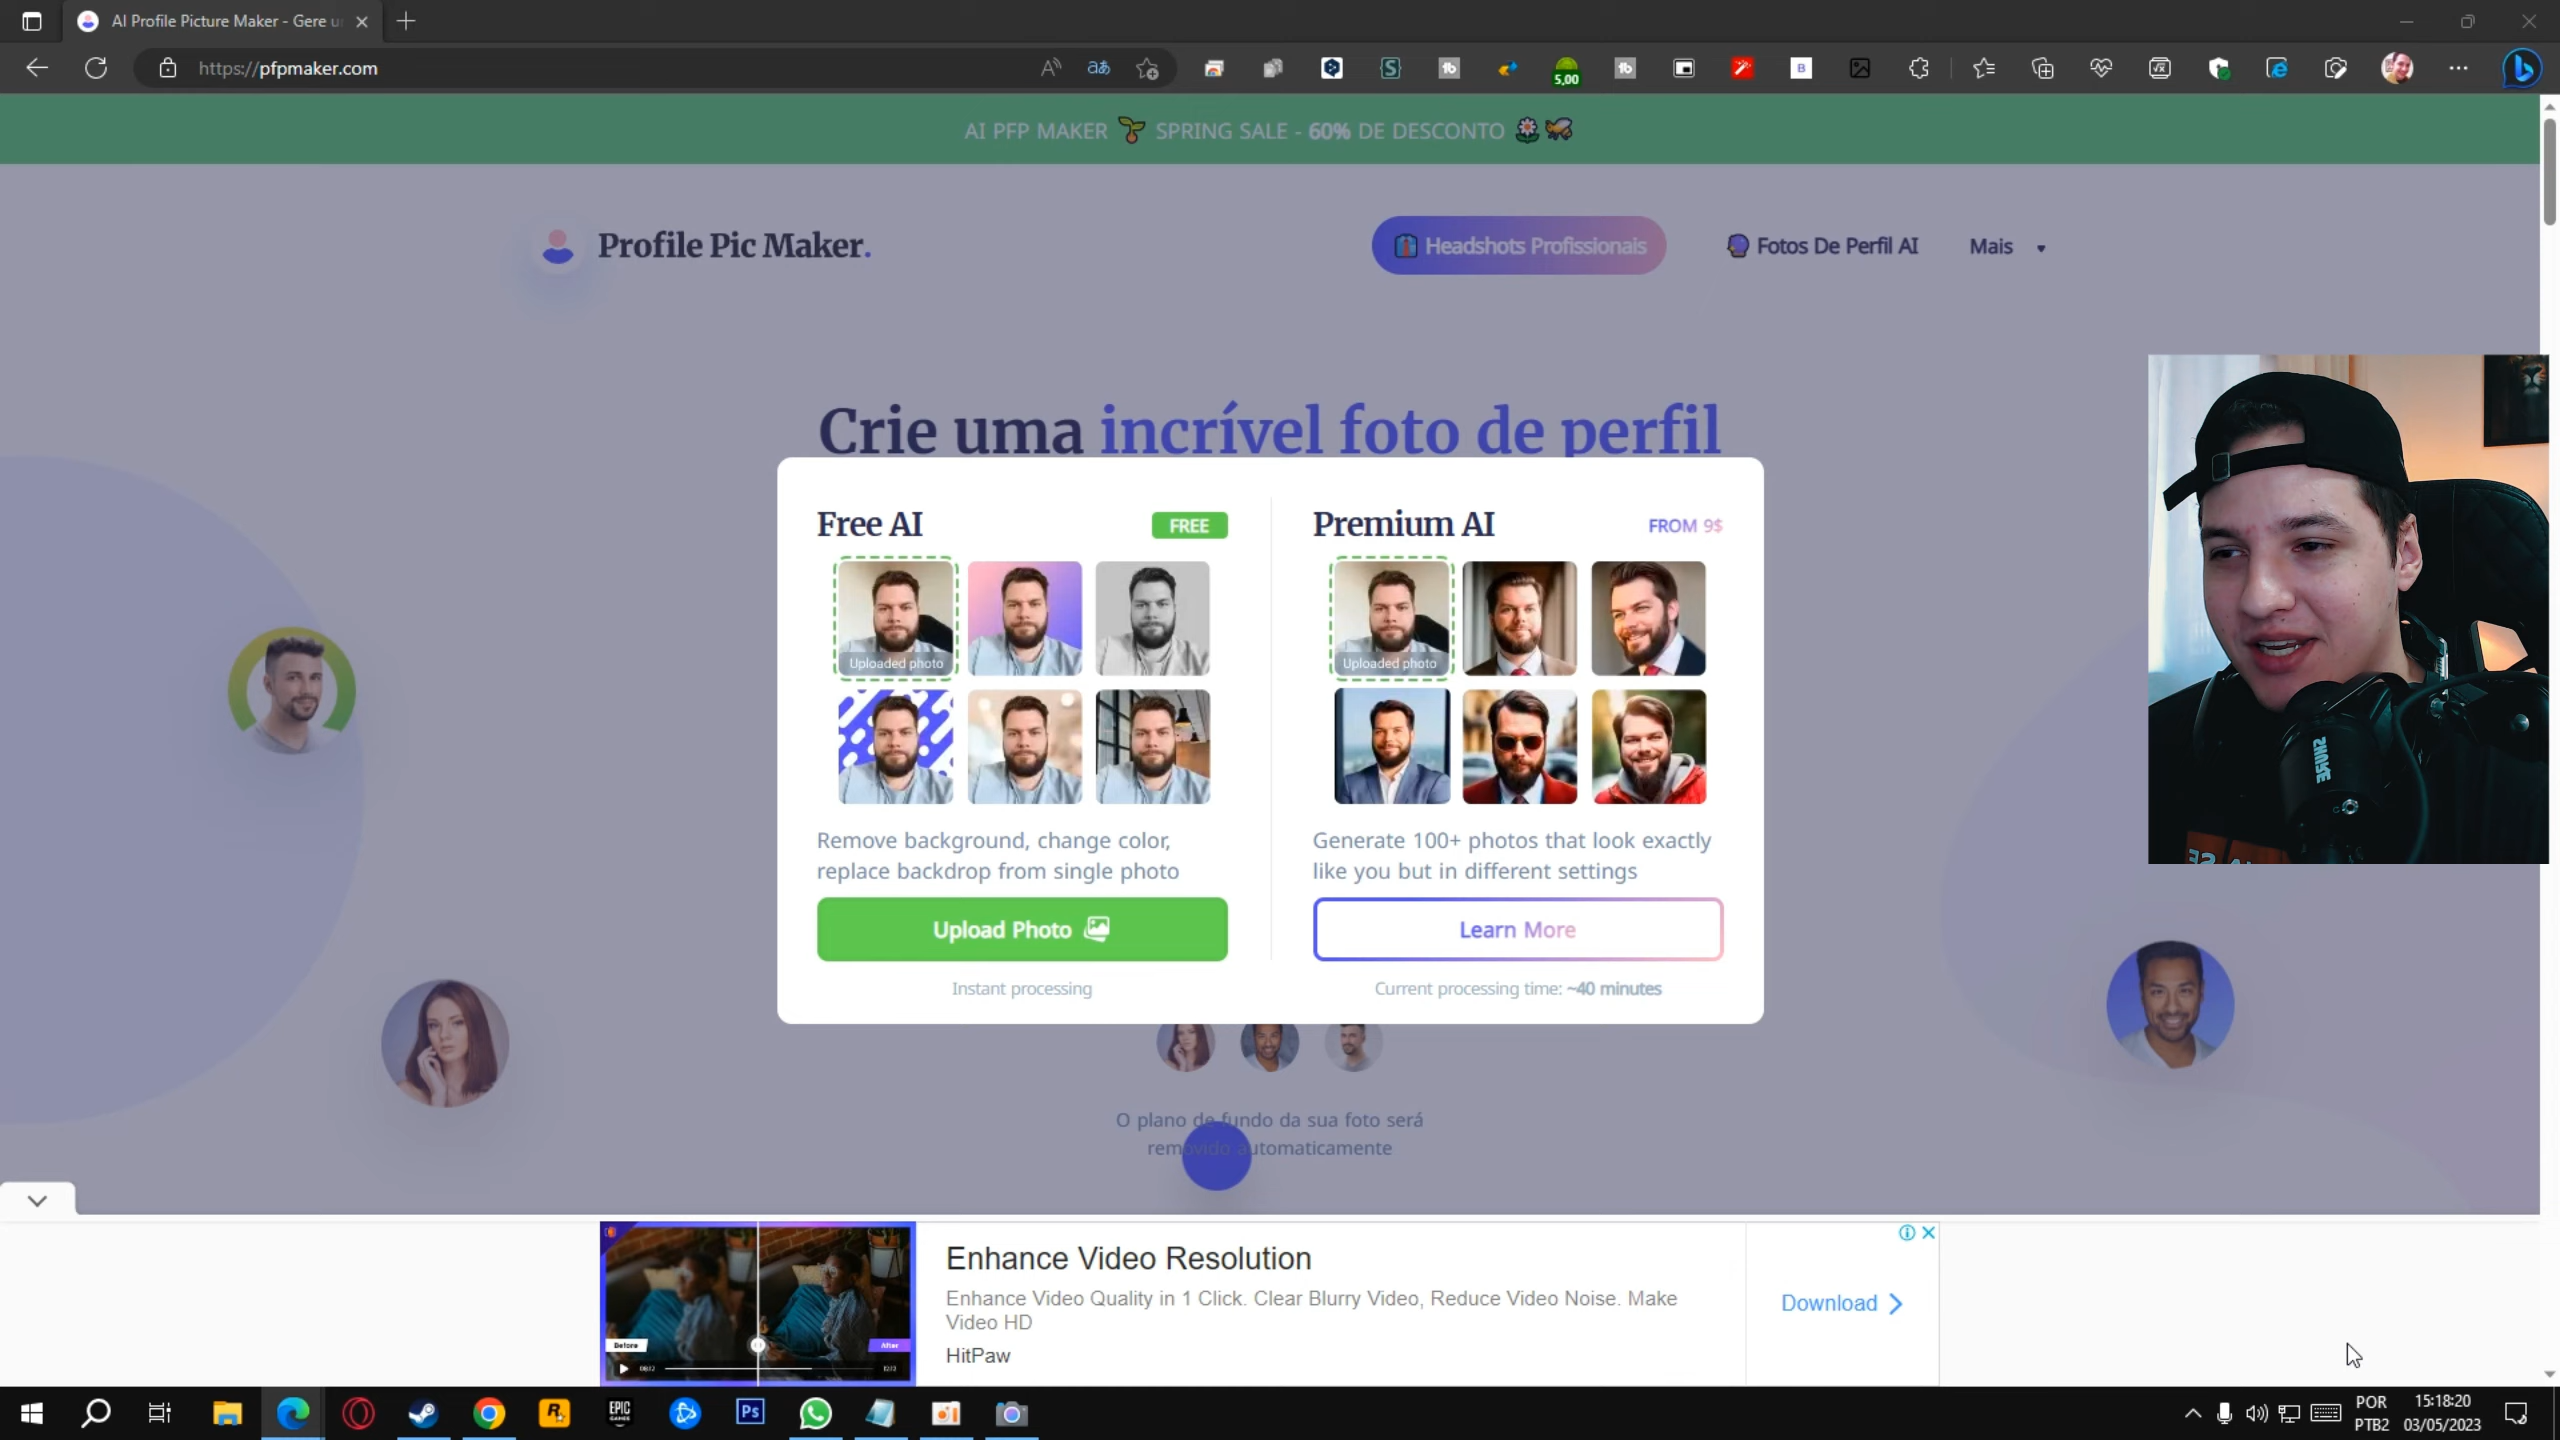 AI Profile Picture Maker - Gere u
https://pfpmaker.com
5,00
AI PFP MAKER SPRING SALE - 60% DE DESCONTO
Profile Pic Maker.
Headshots Profissionais
Fotos De Perfil AI
Mais
Crie uma incrível foto de perfil
Free AI
FREE
Uploaded photo
Remove background, change color,
replace backdrop from single photo
Upload Photo
Instant processing
Premium AI
FROM 9$
Uploaded photo
Generate 100+ photos that look exactly
like you but in different settings
Learn More
Current processing time: ~40 minutes
SHURE
O plano de fundo da sua foto será
removido automaticamente
Before
After
Enhance Video Resolution
Enhance Video Quality in 1 Click. Clear Blurry Video, Reduce Video Noise. Make
Video HD
HitPaw
Download
EPIC
GAMES
Ps
POR
PTB2
15:18:20
03/05/2023